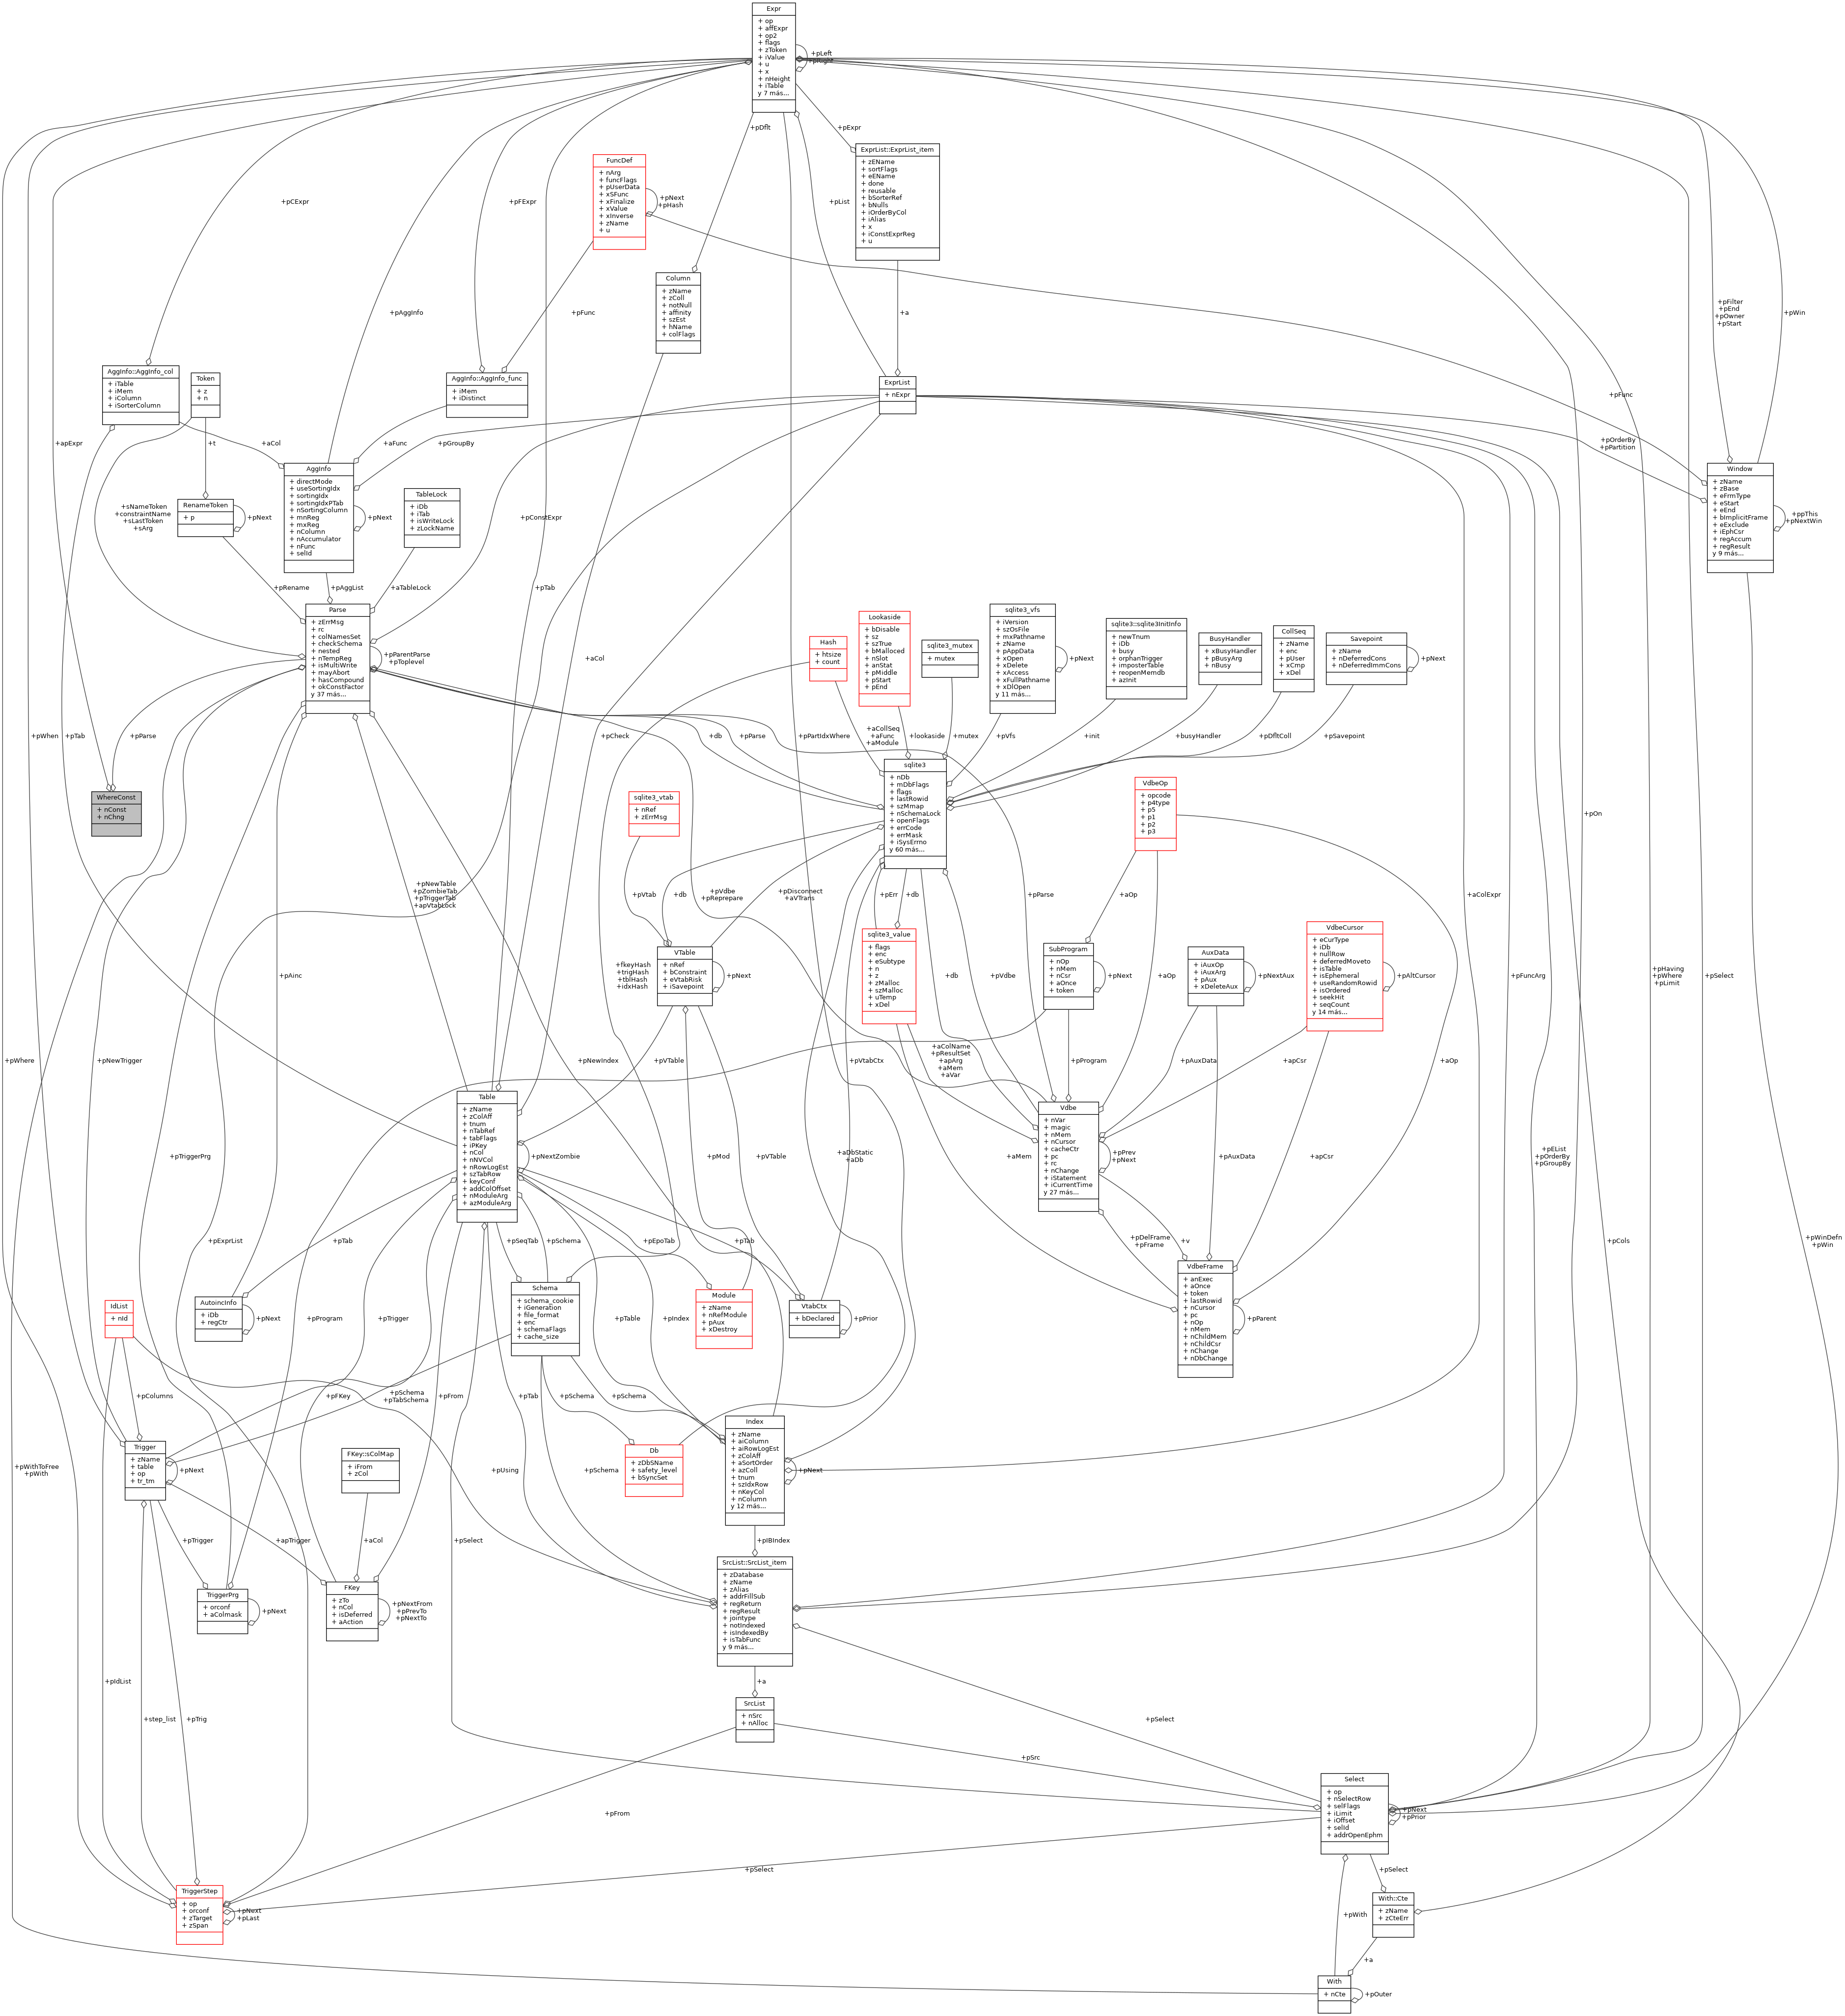 Expr
+ op
+ affExpr
+ op2
+ flags
+ zToken
+ iValue
+ u
+ x
+ nHeight
+ iTable
y 7 más...
+pLeft
+pExpr
+pDflt
ExprList::ExprList_item
+ zEName
+ sortFlags
+ eEName
+ done
+ reusable
+ bSorterRef
+ bNulls
+ iOrderByCol
+ iAlias
+ x
+ iConstExprReg
+ u
FuncDef
+ nArg
+ funcFlags
+ pUserData
+ xSFunc
+ xFinalize
+ xValue
+ xInverse
+ zName
+ u
+pNext
+pHash
+pCExpr
+pFExpr
+pList
Column
+ zName
+ zColl
+ notNull
+ affinity
+ szEst
+ hName
+ colFlags
+pAggInfo
+pFunc
+a
+pFilter
+pEnd
+pOwner
+pStart
+pWin
AggInfo::AggInfo_col
+ iTable
+ iMem
+ iColumn
+ iSorterColumn
Token
+ z
+ n
AggInfo::AggInfo_func
+ iMem
+ iDistinct
ExprList
+ nExpr
+pFunc
+apExpr
+t
+aCol
+aFunc
+pGroupBy
+pOrderBy
+pPartition
AggInfo
+ directMode
+ useSortingIdx
+ sortingIdx
+ sortingIdxPTab
+ nSortingColumn
+ mnReg
+ mxReg
+ nColumn
+ nAccumulator
+ nFunc
+ selId
+pNext
Window
+ zName
+ zBase
+ eFrmType
+ eStart
+ eEnd
+ bImplicitFrame
+ eExclude
+ iEphCsr
+ regAccum
+ regResult
y 9 más...
+ppThis
+pNextWin
RenameToken
+ p
+pNext
TableLock
+ iDb
+ iTab
+ isWriteLock
+ zLockName
+sNameToken
+constraintName
+sLastToken
+sArg
+pConstExpr
+pRename
+pAggList
+aTableLock
+pTab
Parse
+ zErrMsg
+ rc
+ colNamesSet
+ checkSchema
+ nested
+ nTempReg
+ isMultiWrite
+ mayAbort
+ hasCompound
+ okConstFactor
y 37 más...
+pParentParse
+pToplevel
+aCol
Hash
+ htsize
+ count
Lookaside
+ bDisable
+ sz
+ szTrue
+ bMalloced
+ nSlot
+ anStat
+ pMiddle
+ pStart
+ pEnd
sqlite3_mutex
+ mutex
sqlite3_vfs
+ iVersion
+ szOsFile
+ mxPathname
+ zName
+ pAppData
+ xOpen
+ xDelete
+ xAccess
+ xFullPathname
+ xDlOpen
y 11 más...
+pNext
sqlite3::sqlite3InitInfo
+ newTnum
+ iDb
+ busy
+ orphanTrigger
+ imposterTable
+ reopenMemdb
+ azInit
BusyHandler
+ xBusyHandler
+ pBusyArg
+ nBusy
CollSeq
+ zName
+ enc
+ pUser
+ xCmp
+ xDel
Savepoint
+ zName
+ nDeferredCons
+ nDeferredImmCons
+pNext
+pWhen
+pTab
+pParse
+pCheck
+db
+pParse
+pPartIdxWhere
+aCollSeq
+aFunc
+aModule
+lookaside
+mutex
+pVfs
+init
+busyHandler
+pDfltColl
+pSavepoint
WhereConst
+ nConst
+ nChng
sqlite3
+ nDb
+ mDbFlags
+ flags
+ lastRowid
+ szMmap
+ nSchemaLock
+ openFlags
+ errCode
+ errMask
+ iSysErrno
y 60 más...
sqlite3_vtab
+ nRef
+ zErrMsg
VdbeOp
+ opcode
+ p4type
+ p5
+ p1
+ p2
+ p3
+pOn
+pNewTable
+pZombieTab
+pTriggerTab
+apVtabLock
+pVtab
+db
+pVdbe
+pReprepare
+pDisconnect
+aVTrans
+pErr
+db
+pParse
+aOp
+aColExpr
sqlite3_value
+ flags
+ enc
+ eSubtype
+ n
+ z
+ zMalloc
+ szMalloc
+ uTemp
+ xDel
VdbeCursor
+ eCurType
+ iDb
+ nullRow
+ deferredMoveto
+ isTable
+ isEphemeral
+ useRandomRowid
+ isOrdered
+ seekHit
+ seqCount
y 14 más...
+pAltCursor
VTable
+ nRef
+ bConstraint
+ eVtabRisk
+ iSavepoint
+pNext
SubProgram
+ nOp
+ nMem
+ nCsr
+ aOnce
+ token
+pNext
AuxData
+ iAuxOp
+ iAuxArg
+ pAux
+ xDeleteAux
+pNextAux
+pAinc
+fkeyHash
+trigHash
+tblHash
+idxHash
+db
+pVdbe
+aOp
+pFuncArg
+pHaving
+pWhere
+pLimit
+pSelect
+pWhere
+pNewTrigger
+pNewIndex
+pVTable
+pVtabCtx
+aColName
+pResultSet
+apArg
+aMem
+aVar
+pProgram
+pAuxData
+apCsr
+aOp
Table
+ zName
+ zColAff
+ tnum
+ nTabRef
+ tabFlags
+ iPKey
+ nCol
+ nNVCol
+ nRowLogEst
+ szTabRow
+ keyConf
+ addColOffset
+ nModuleArg
+ azModuleArg
+pNextZombie
Vdbe
+ nVar
+ magic
+ nMem
+ nCursor
+ cacheCtr
+ pc
+ rc
+ nChange
+ iStatement
+ iCurrentTime
y 27 más...
+pPrev
+pNext
+pTriggerPrg
+pMod
+pVTable
+aDbStatic
+aDb
+aMem
+pAuxData
+apCsr
+pEList
+pOrderBy
+pGroupBy
+pExprList
+pTab
+pSeqTab
+pSchema
+pEpoTab
+pTab
+pDelFrame
+pFrame
+v
+pCols
+pWinDefn
+pWin
VdbeFrame
+ anExec
+ aOnce
+ token
+ lastRowid
+ nCursor
+ pc
+ nOp
+ nMem
+ nChildMem
+ nChildCsr
+ nChange
+ nDbChange
+pParent
IdList
+ nId
AutoincInfo
+ iDb
+ regCtr
+pNext
Schema
+ schema_cookie
+ iGeneration
+ file_format
+ enc
+ schemaFlags
+ cache_size
Module
+ zName
+ nRefModule
+ pAux
+ xDestroy
VtabCtx
+ bDeclared
+pPrior
+pProgram
+pTrigger
+pTable
+pIndex
+pColumns
+pFKey
+pSchema
+pTabSchema
+pFrom
+pTab
+pSchema
+pSchema
Trigger
+ zName
+ table
+ op
+ tr_tm
+pNext
FKey::sColMap
+ iFrom
+ zCol
Db
+ zDbSName
+ safety_level
+ bSyncSet
Index
+ zName
+ aiColumn
+ aiRowLogEst
+ zColAff
+ aSortOrder
+ azColl
+ tnum
+ szIdxRow
+ nKeyCol
+ nColumn
y 12 más...
+pNext
+pWithToFree
+pWith
+pUsing
+pSchema
+pTrigger
+apTrigger
+aCol
+pSelect
+pIBIndex
TriggerPrg
+ orconf
+ aColmask
+pNext
FKey
+ zTo
+ nCol
+ isDeferred
+ aAction
+pNextFrom
+pPrevTo
+pNextTo
SrcList::SrcList_item
+ zDatabase
+ zName
+ zAlias
+ addrFillSub
+ regReturn
+ regResult
+ jointype
+ notIndexed
+ isIndexedBy
+ isTabFunc
y 9 más...
+pIdList
+a
+step_list
+pTrig
+pSelect
SrcList
+ nSrc
+ nAlloc
+pSrc
+pFrom
Select
+ op
+ nSelectRow
+ selFlags
+ iLimit
+ iOffset
+ selId
+ addrOpenEphm
+pNext
+pPrior
+pSelect
+pSelect
TriggerStep
+ op
+ orconf
+ zTarget
+ zSpan
+pNext
+pLast
With::Cte
+ zName
+ zCteErr
+pWith
+a
With
+ nCte
+pOuter